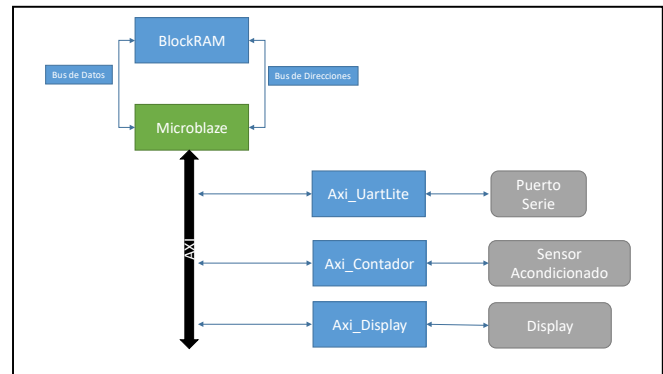 BlockRAM
Bus de Datos
Bus de Direcciones
Microblaze
AXI
Axi_UartLite
Puerto
Serie
Axi_Contador
Sensor
Acondicionado
Axi_Display
Display